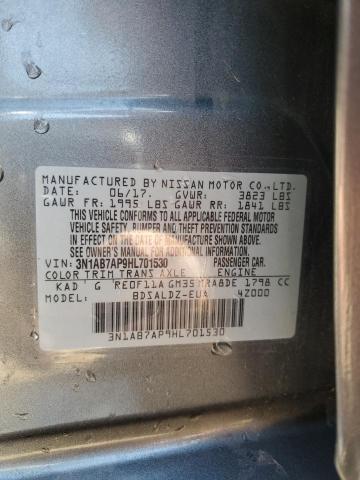 MANUFACTURED BY NISSAN MOTOR CO.,LTD.
DATE: 06/17. GVWR: 3823 LBS
GAWR FR: 1995 LBS GAWR RR: 1841 LBS
THIS VEHICLE CONFORMS TO ALL APPLICABLE FEDERAL MOTOR
VEHICLE SAFETY, BUMPER, AND THEFT PREVENTION STANDARDS
IN EFFECT ON THE DATE OF MANUFACTURE SHOWN ABOVE.
SEE OWNER'S MANUAL FOR ADDITIONAL INFORMATION.
VIN: 3N1AB7AP9HL701530 PASSENGER CAR.
COLOR TRIM TRANS AXLE ENGINE
KAD G RE0F11A GM35 MRA8DE 1798 CC
MODEL: BDSALDZ-EUA 4Z000
3N1AB7AP9HL701530